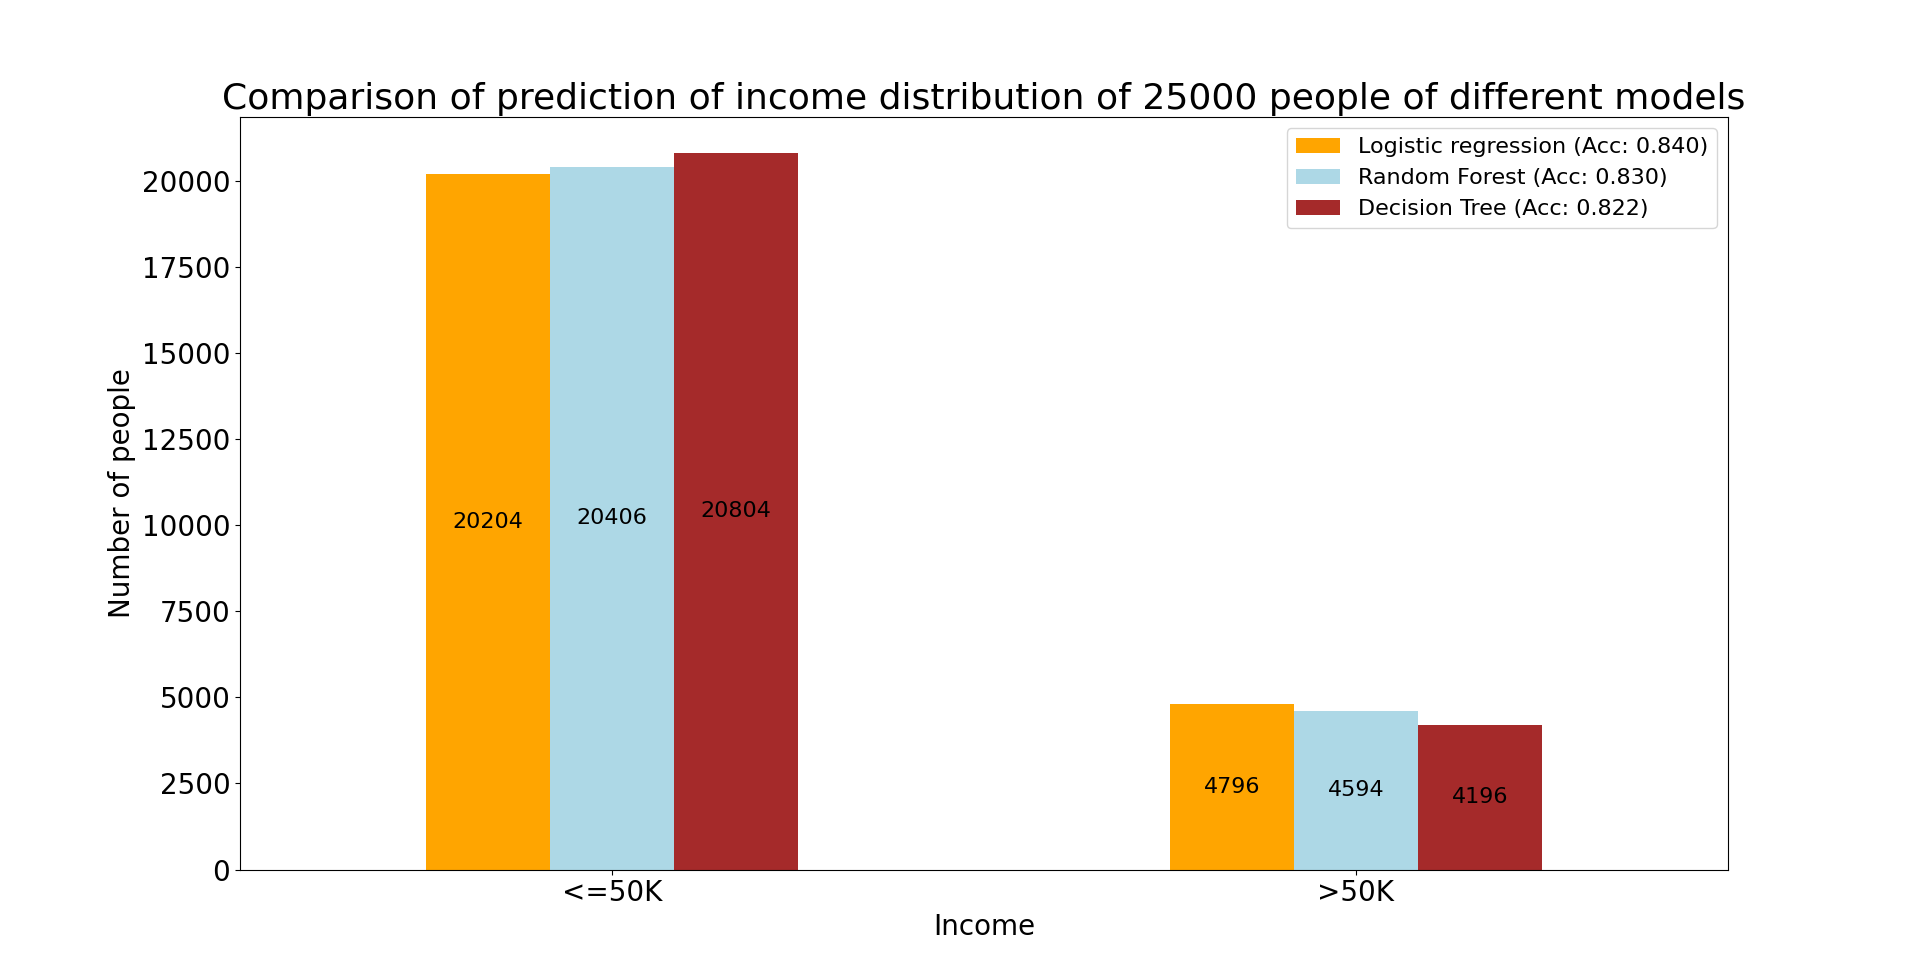 Comparison of prediction of income distribution of 25000 people of different models
Logistic regression (Acc: 0.840)
Random Forest (Acc: 0.830)
Decision Tree (Acc: 0.822)
Number of people
20000
17500
15000
12500
10000
7500
5000
2500
0
20204
20406
20804
4796
4594
4196
<=50K
>50K
Income